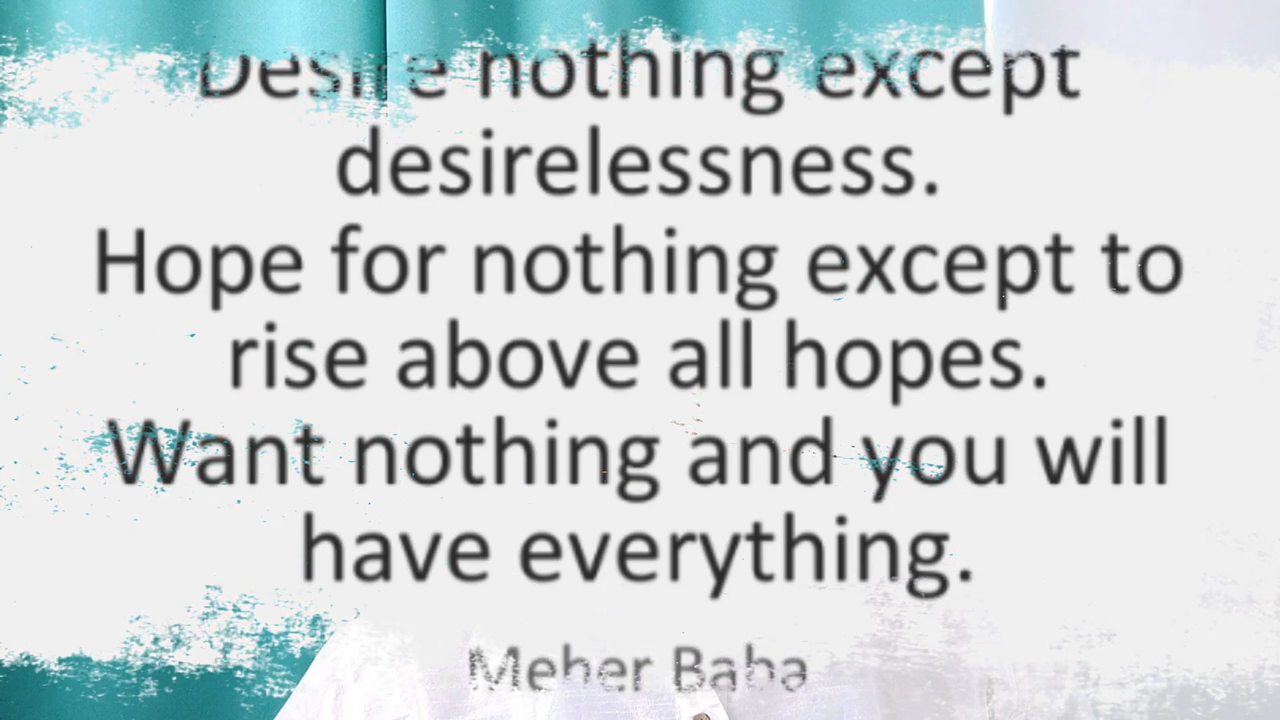 Desire nothing except
desirelessness.
Hope for nothing except to
rise above all hopes.
Want nothing and you will
have everything.
Meher Baba